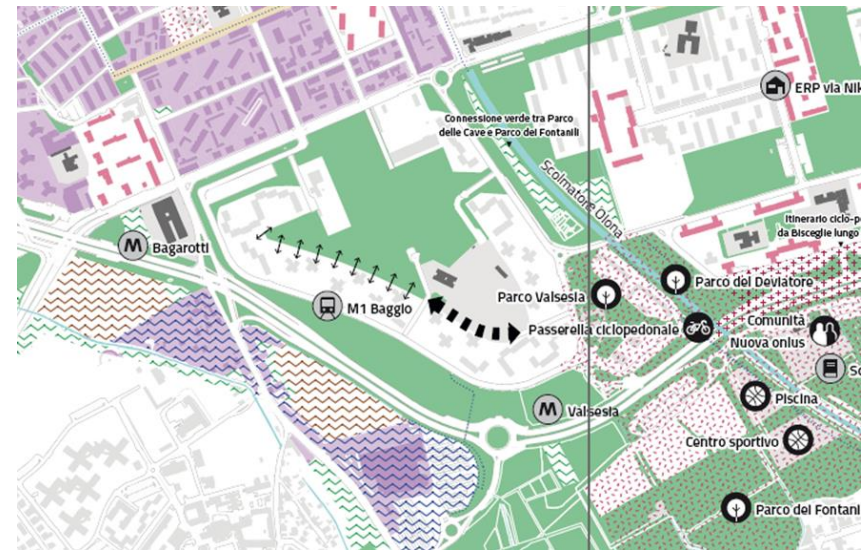 Connessione verde tra Parco
delle Cave e Parco dei Fontanili
ERP via Nik
Scolmatore Olona
Itinerario ciclo-p
da Bisceglie lungo
M Bagarotti
Parco del Deviatore
Parco Valsesia
M1 Baggio
Passerella ciclopedonale
Comunità
Nuova onlus
So
Piscina
M Valsesia
Centro sportivo
Parco dei Fontanil